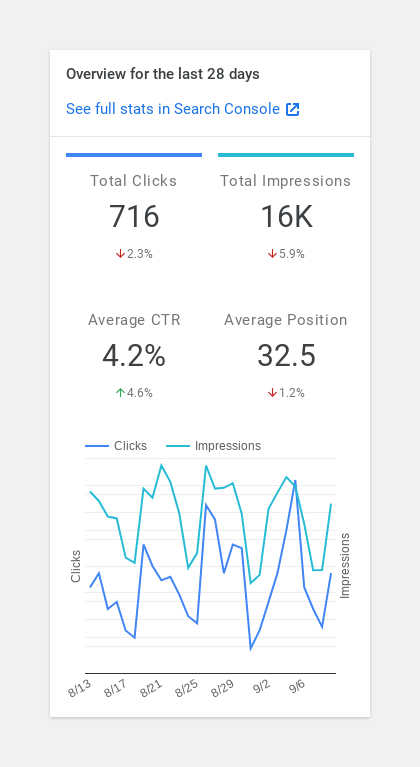 Overview for the last 28 days
See full stats in Search Console
Total Clicks
716
2.3%
Total Impressions
16K
5.9%
Average CTR
4.2%
4.6%
Average Position
32.5
1.2%
Clicks
Impressions
Clicks
Impressions
8/13
8/17
8/21
8/25
8/29
9/2
9/6